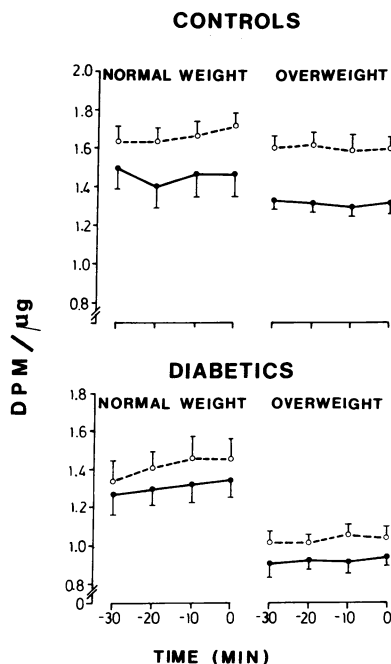 CONTROLS
NORMAL WEIGHT OVERWEIGHT
2.0
1.8
1.6
1.4
1.2
1.0
0.8
DPM/µg
DIABETICS
NORMAL WEIGHT OVERWEIGHT
1.8
1.6
1.4
1.2
1.0
0.8
0
-30 -20 -10 0 -30 -20 -10 0
TIME (MIN)